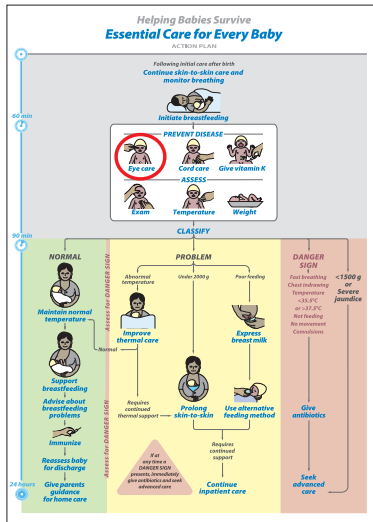 Helping Babies Survive
Essential Care for Every Baby
ACTION PLAN
Following initial care after birth
Continue skin-to-skin care and
monitor breathing
Initiate breastfeeding
60 min
PREVENT DISEASE
Eye care
Cord care
Give vitamin K
ASSESS
Exam
Temperature
Weight
90 min
CLASSIFY
NORMAL
Maintain normal
temperature
Support
breastfeeding
Advise about
breastfeeding
problems
Immunize
Reassess baby
for discharge
Give parents
guidance
for home care
24 hours
Assess for DANGER SIGN
Assess for DANGER SIGN
PROBLEM
Abnormal
temperature
Under 2000 g
Poor feeding
Improve
thermal care
Normal
Express
breast milk
Requires
continued
thermal support
Prolong
skin-to-skin
Use alternative
feeding method
If at
any time a
DANGER SIGN
presents, immediately
give antibiotics and seek
advanced care
Requires
continued
support
Continue
inpatient care
DANGER
SIGN
Fast breathing
Chest indrawing
Temperature
<35.5°C
or >37.5°C
Not feeding
No movement
Convulsions
Give
antibiotics
Seek
advanced
care
<1500 g
or
Severe
jaundice